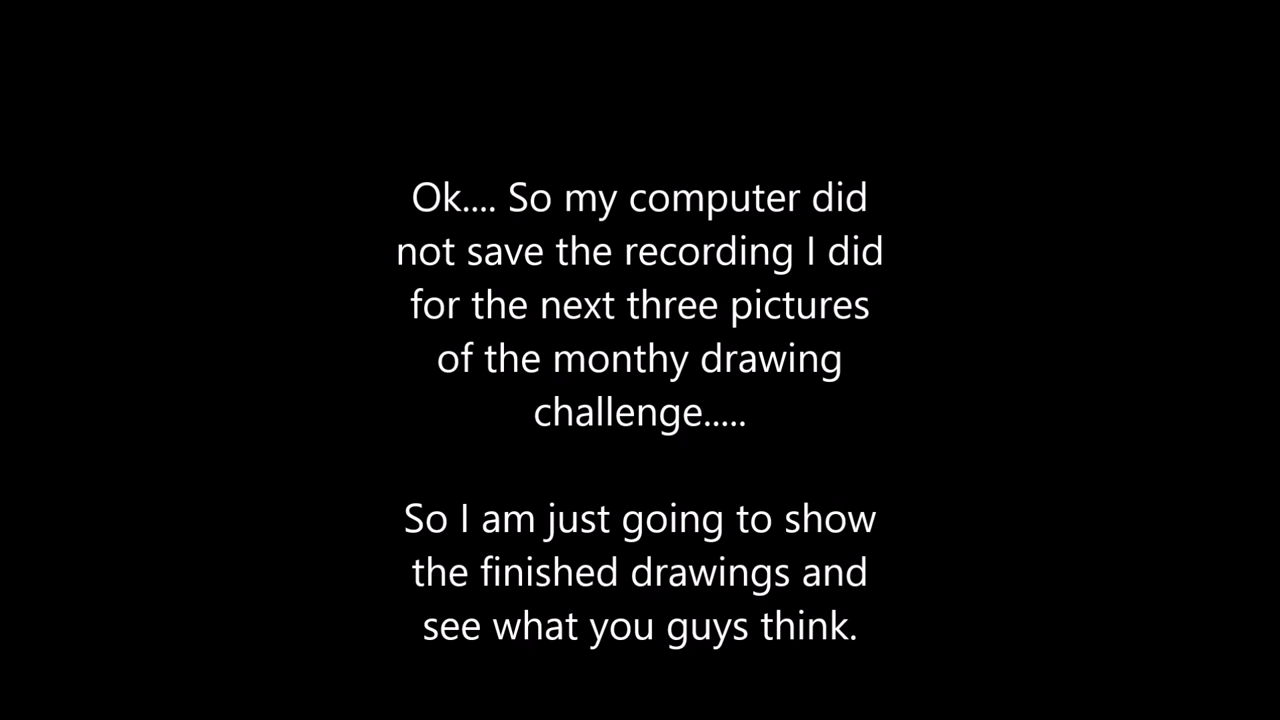 Ok.... So my computer did
not save the recording I did
for the next three pictures
of the monthy drawing
challenge.....
So I am just going to show
the finished drawings and
see what you guys think.